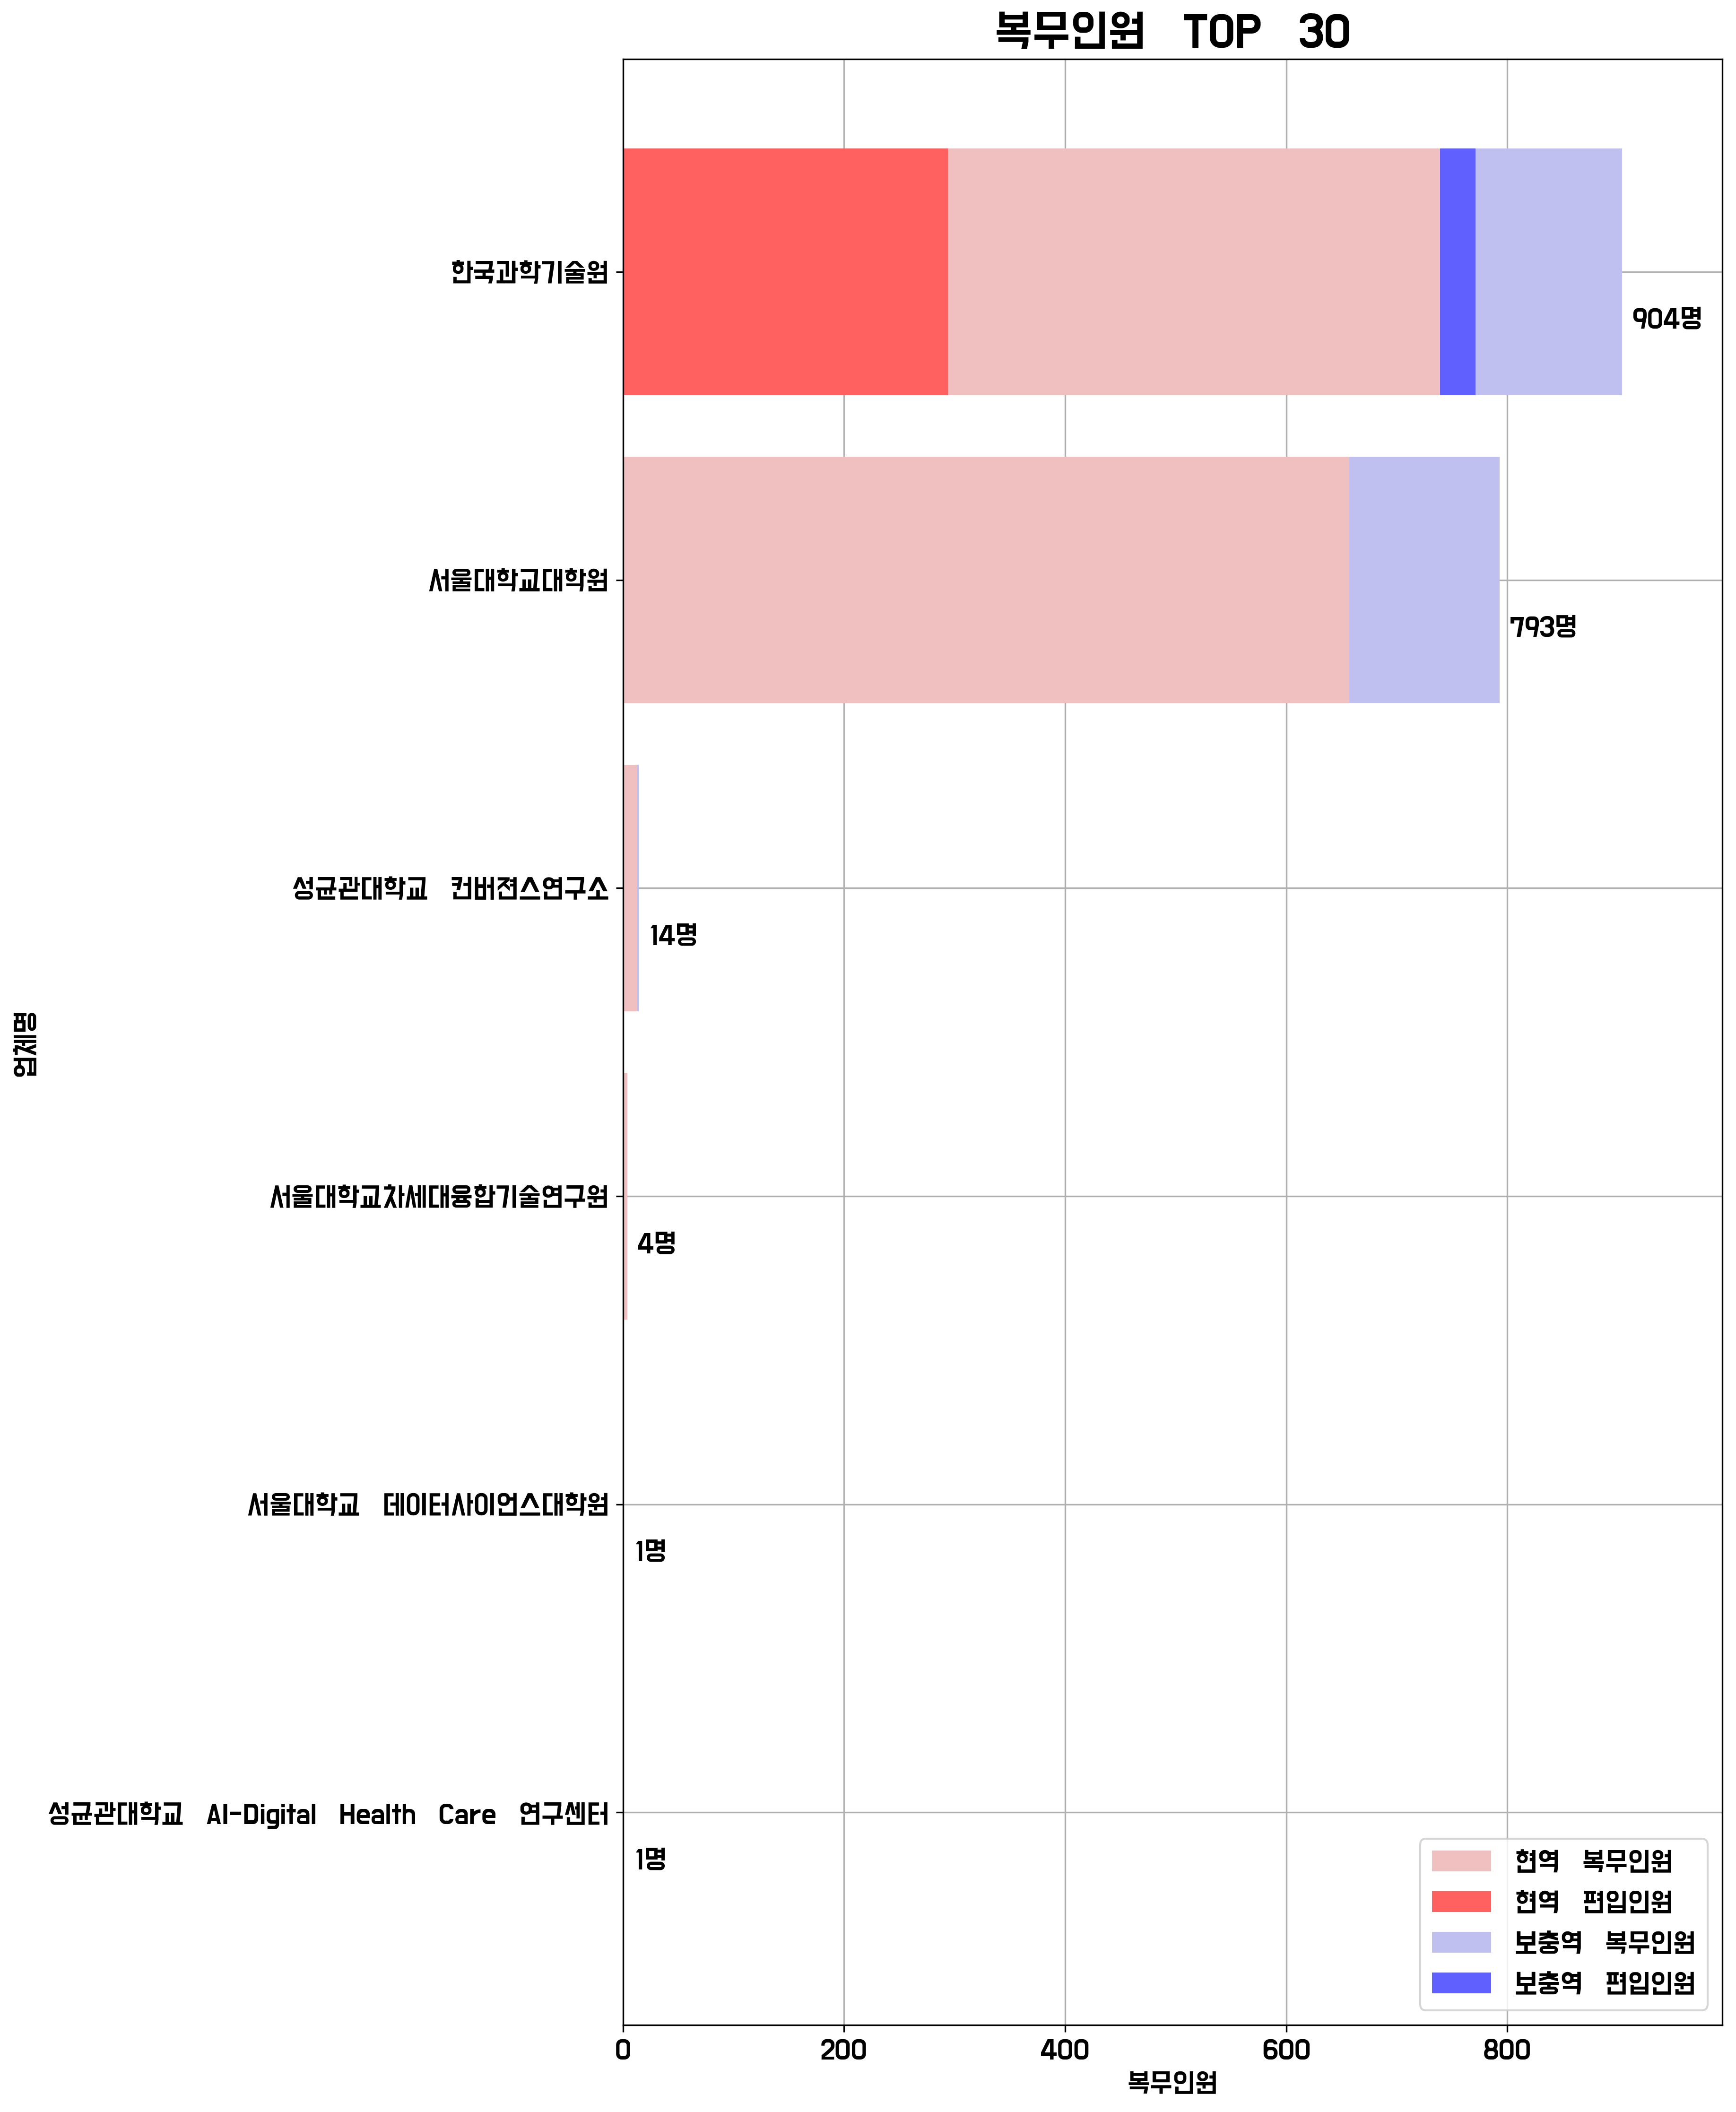 복무인원 TOP 30
한국과학기술원
904명
서울대학교대학원
793명
성균관대학교 컨버젼스연구소
14명
업체명
서울대학교차세대융합기술연구원
4명
서울대학교 데이터사이언스대학원
1명
성균관대학교 AI-Digital Health Care 연구센터
1명
현역 복무인원
현역 편입인원
보충역 복무인원
보충역 편입인원
0 200 400 600 800
복무인원